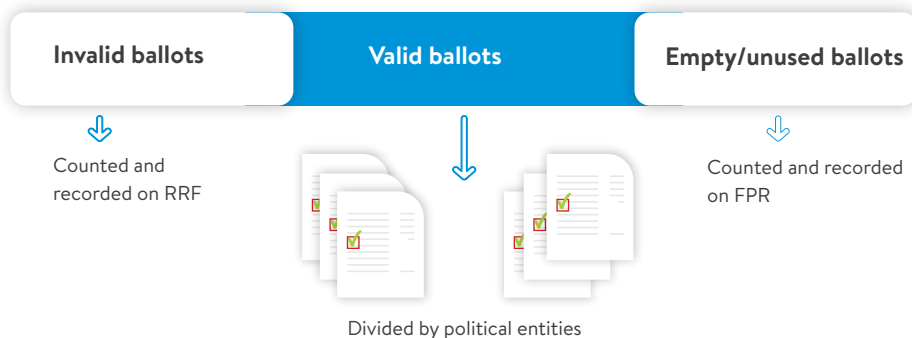 Invalid ballots
Valid ballots
Empty/unused ballots
Counted and
recorded on RRF
Counted and recorded
on FPR
Divided by political entities